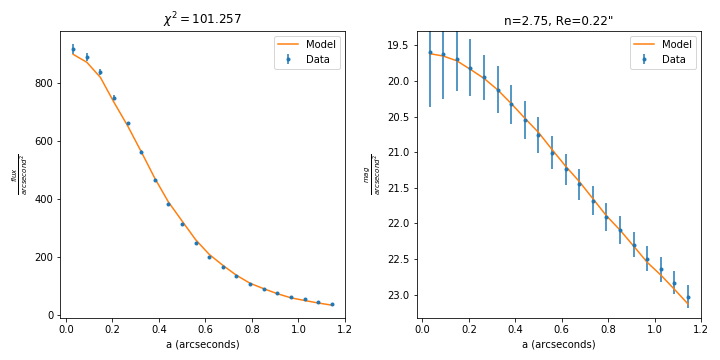 χ² = 101.257
Model
Data
flux
arcsecond²
800
600
400
200
0
0.0 0.2 0.4 0.6 0.8 1.0 1.2
a (arcseconds)
n=2.75, Re=0.22"
Model
Data
mag
arcsecond²
19.5
20.0
20.5
21.0
21.5
22.0
22.5
23.0
0.0 0.2 0.4 0.6 0.8 1.0 1.2
a (arcseconds)